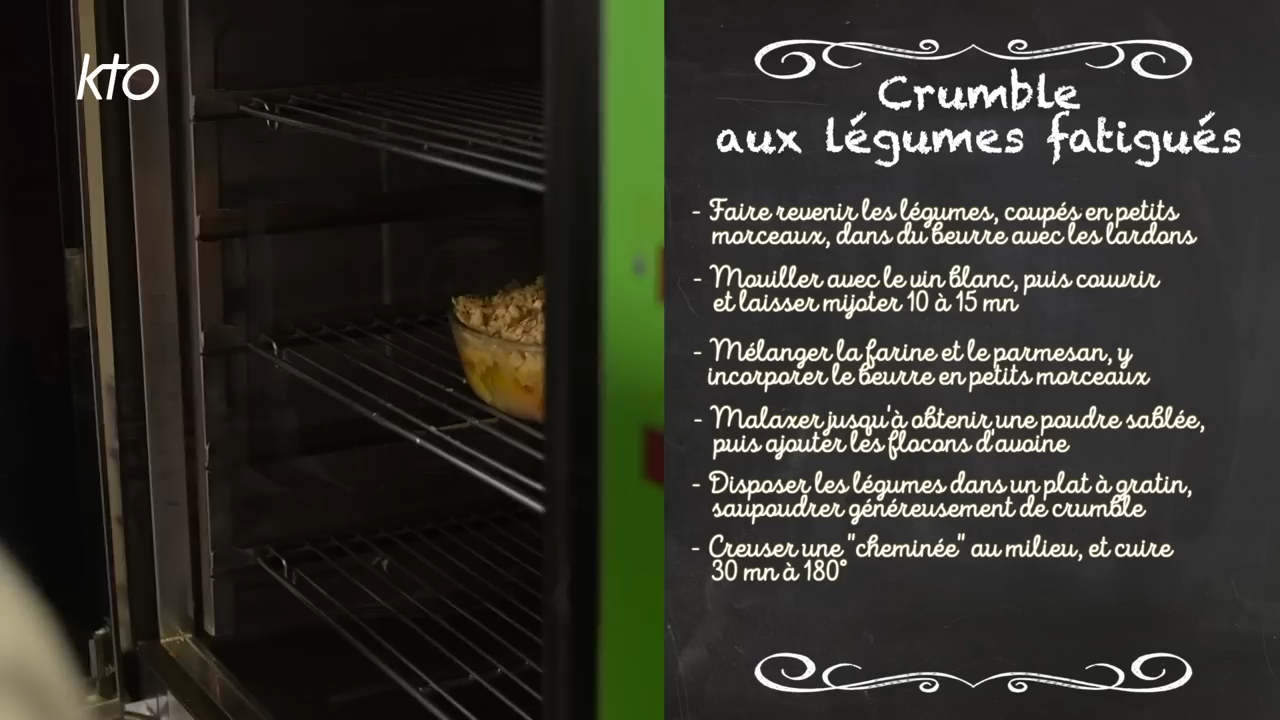 kto
Crumble
aux légumes fatigués
- Faire revenir les légumes, coupés en petits
morceaux, dans du beurre avec les lardons
- Mouiller avec le vin blanc, puis couvrir
et laisser mijoter 10 à 15 mn
- Mélanger la farine et le parmesan, y
incorporer le beurre en petits morceaux
- Malaxer jusqu'à obtenir une poudre sablée,
puis ajouter les flocons d'avoine
- Disposer les légumes dans un plat à gratin,
saupoudrer généreusement de crumble
- Creuser une "cheminée" au milieu, et cuire
30 mn à 180°